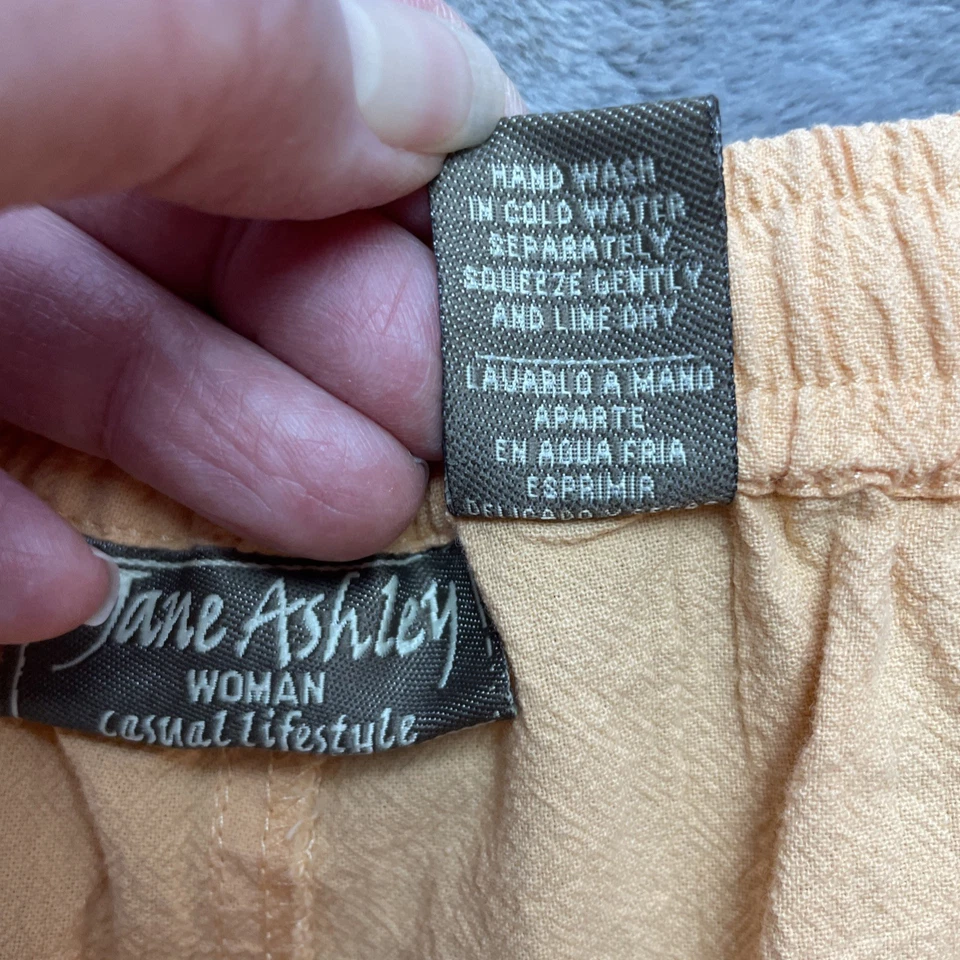 HAND WASH
IN COLD WATER
SEPARATELY
SQUEEZE GENTLY
AND LINE DRY
LAVARLO A MANO
APARTE
EN AGUA FRIA
ESPRIMIR
Jane Ashley
WOMAN
casual lifestyle